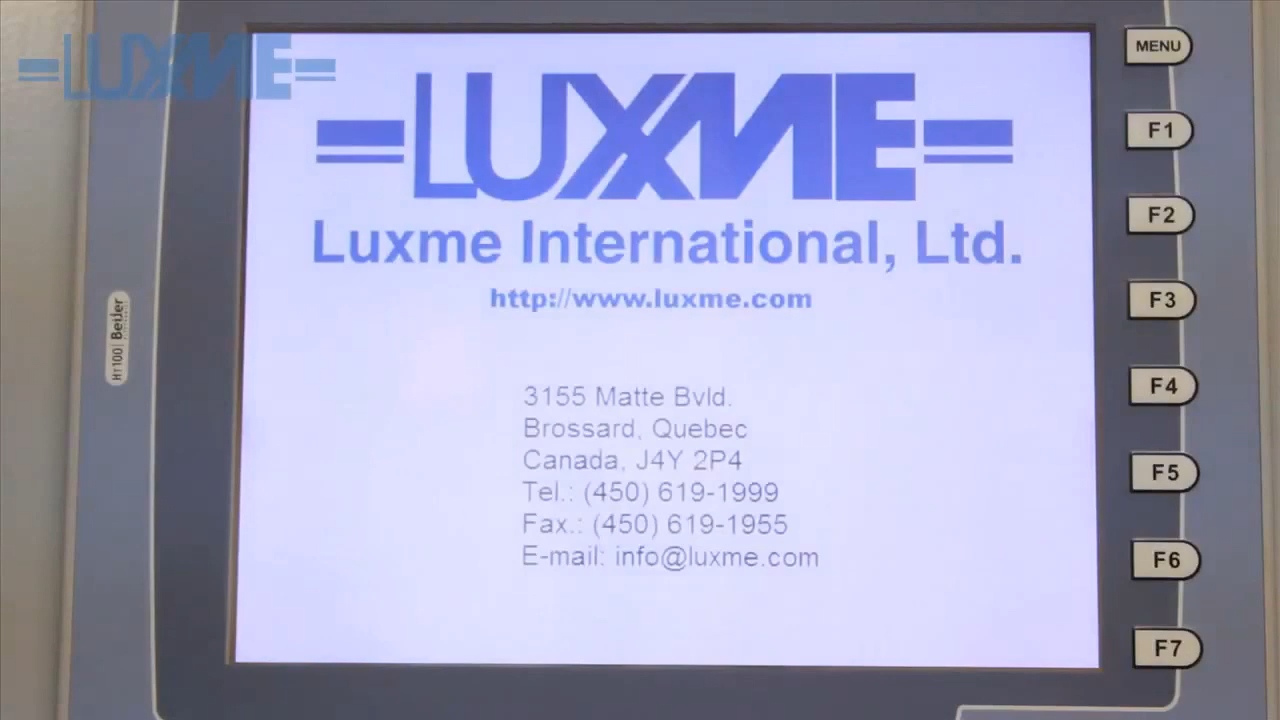 LUXME
LUXME
Luxme International, Ltd.
http://www.luxme.com
3155 Matte Bvld.
Brossard, Quebec
Canada, J4Y 2P4
Tel.: (450) 619-1999
Fax.: (450) 619-1955
E-mail: info@luxme.com
MENU
F1
F2
F3
F4
F5
F6
F7
Beijer